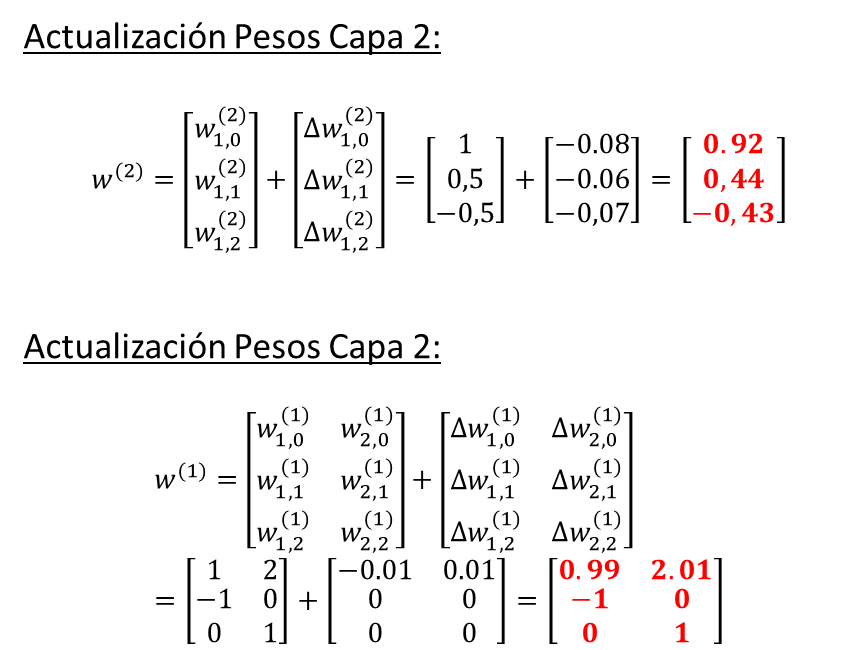 Actualización Pesos Capa 2:
w^(2) = [w_{1,0}^(2); w_{1,1}^(2); w_{1,2}^(2)] + [Δw_{1,0}^(2); Δw_{1,1}^(2); Δw_{1,2}^(2)] = [1; 0,5; −0,5] + [−0.08; −0.06; −0,07] = [0.92; 0,44; −0,43]
Actualización Pesos Capa 2:
w^(1) = [w_{1,0}^(1) w_{2,0}^(1); w_{1,1}^(1) w_{2,1}^(1); w_{1,2}^(1) w_{2,2}^(1)] + [Δw_{1,0}^(1) Δw_{2,0}^(1); Δw_{1,1}^(1) Δw_{2,1}^(1); Δw_{1,2}^(1) Δw_{2,2}^(1)]
= [1 2; −1 0; 0 1] + [−0.01 0.01; 0 0; 0 0] = [0.99 2.01; −1 0; 0 1]